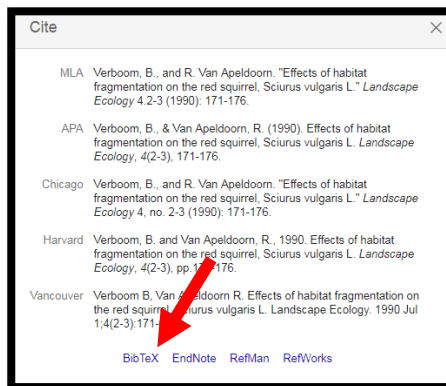 Cite ×
MLA Verboom, B., and R. Van Apeldoorn. "Effects of habitat
fragmentation on the red squirrel, Sciurus vulgaris L." Landscape
Ecology 4.2-3 (1990): 171-176.
APA Verboom, B., & Van Apeldoorn, R. (1990). Effects of habitat
fragmentation on the red squirrel, Sciurus vulgaris L. Landscape
Ecology, 4(2-3), 171-176.
Chicago Verboom, B., and R. Van Apeldoorn. "Effects of habitat
fragmentation on the red squirrel, Sciurus vulgaris L." Landscape
Ecology 4, no. 2-3 (1990): 171-176.
Harvard Verboom, B. and Van Apeldoorn, R., 1990. Effects of habitat
fragmentation on the red squirrel, Sciurus vulgaris L. Landscape
Ecology, 4(2-3), pp.171-176.
Vancouver Verboom B, Van Apeldoorn R. Effects of habitat fragmentation on
the red squirrel, Sciurus vulgaris L. Landscape Ecology. 1990 Jul
1;4(2-3):171-
BibTeX EndNote RefMan RefWorks